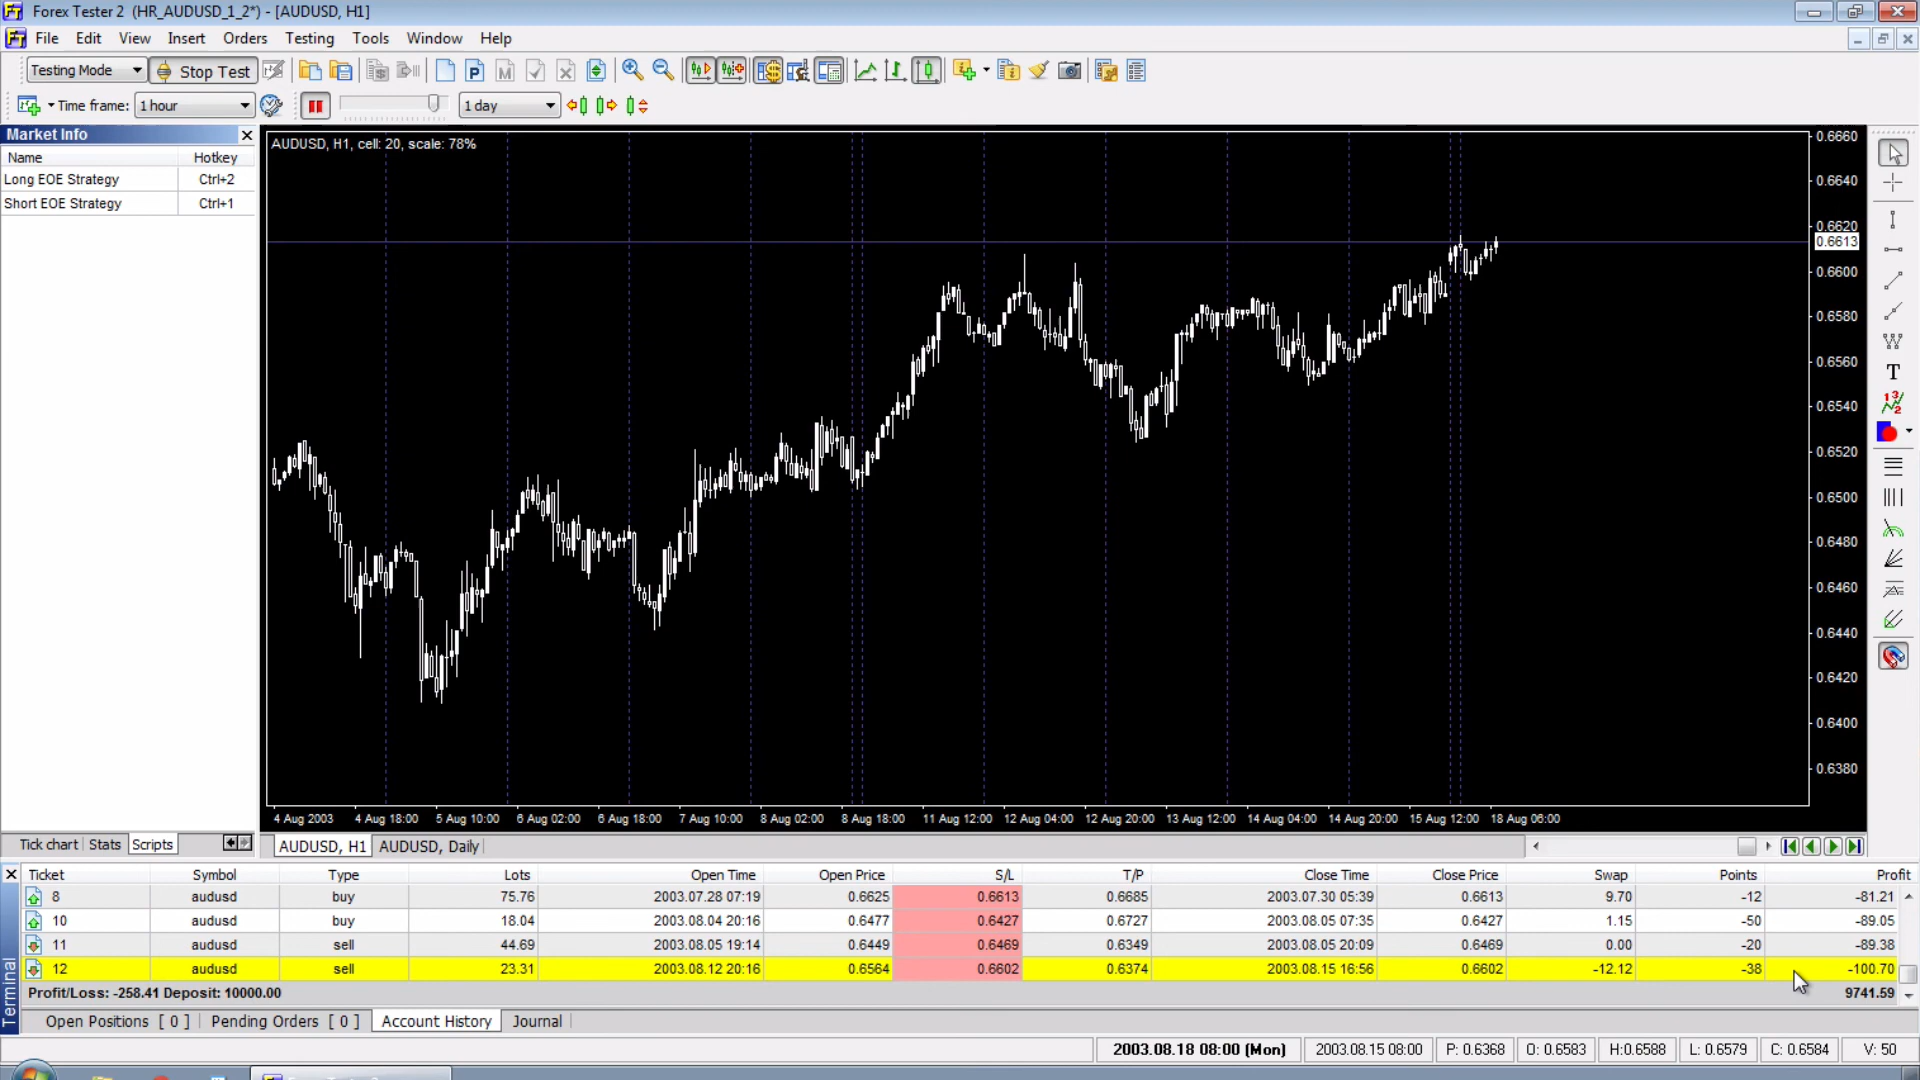 Forex Tester 2 (HR_AUDUSD_1_2*) - [AUDUSD, H1]
File Edit View Insert Orders Testing Tools Window Help
Testing Mode Stop Test
Time frame: 1 hour 1 day
Market Info
Name Hotkey
Long EOE Strategy Ctrl+2
Short EOE Strategy Ctrl+1
Tick chart Stats Scripts
AUDUSD, H1, cell: 20, scale: 78%
0.6660
0.6640
0.6620
0.6613
0.6600
0.6580
0.6560
0.6540
0.6520
0.6500
0.6480
0.6460
0.6440
0.6420
0.6400
0.6380
4 Aug 2003 4 Aug 18:00 5 Aug 10:00 6 Aug 02:00 6 Aug 18:00 7 Aug 10:00 8 Aug 02:00 8 Aug 18:00 11 Aug 12:00 12 Aug 04:00 12 Aug 20:00 13 Aug 12:00 14 Aug 04:00 14 Aug 20:00 15 Aug 12:00 18 Aug 06:00
AUDUSD, H1 AUDUSD, Daily
Terminal
Ticket Symbol Type Lots Open Time Open Price S/L T/P Close Time Close Price Swap Points Profit
8 audusd buy 75.76 2003.07.28 07:19 0.6625 0.6613 0.6685 2003.07.30 05:39 0.6613 9.70 -12 -81.21
10 audusd buy 18.04 2003.08.04 20:16 0.6477 0.6427 0.6727 2003.08.05 07:35 0.6427 1.15 -50 -89.05
11 audusd sell 44.69 2003.08.05 19:14 0.6449 0.6469 0.6349 2003.08.05 20:09 0.6469 0.00 -20 -89.38
12 audusd sell 23.31 2003.08.12 20:16 0.6564 0.6602 0.6374 2003.08.15 16:56 0.6602 -12.12 -38 -100.70
Profit/Loss: -258.41 Deposit: 10000.00 9741.59
Open Positions [ 0 ] Pending Orders [ 0 ] Account History Journal
2003.08.18 08:00 (Mon) 2003.08.15 08:00 P: 0.6368 O: 0.6583 H:0.6588 L: 0.6579 C: 0.6584 V: 50